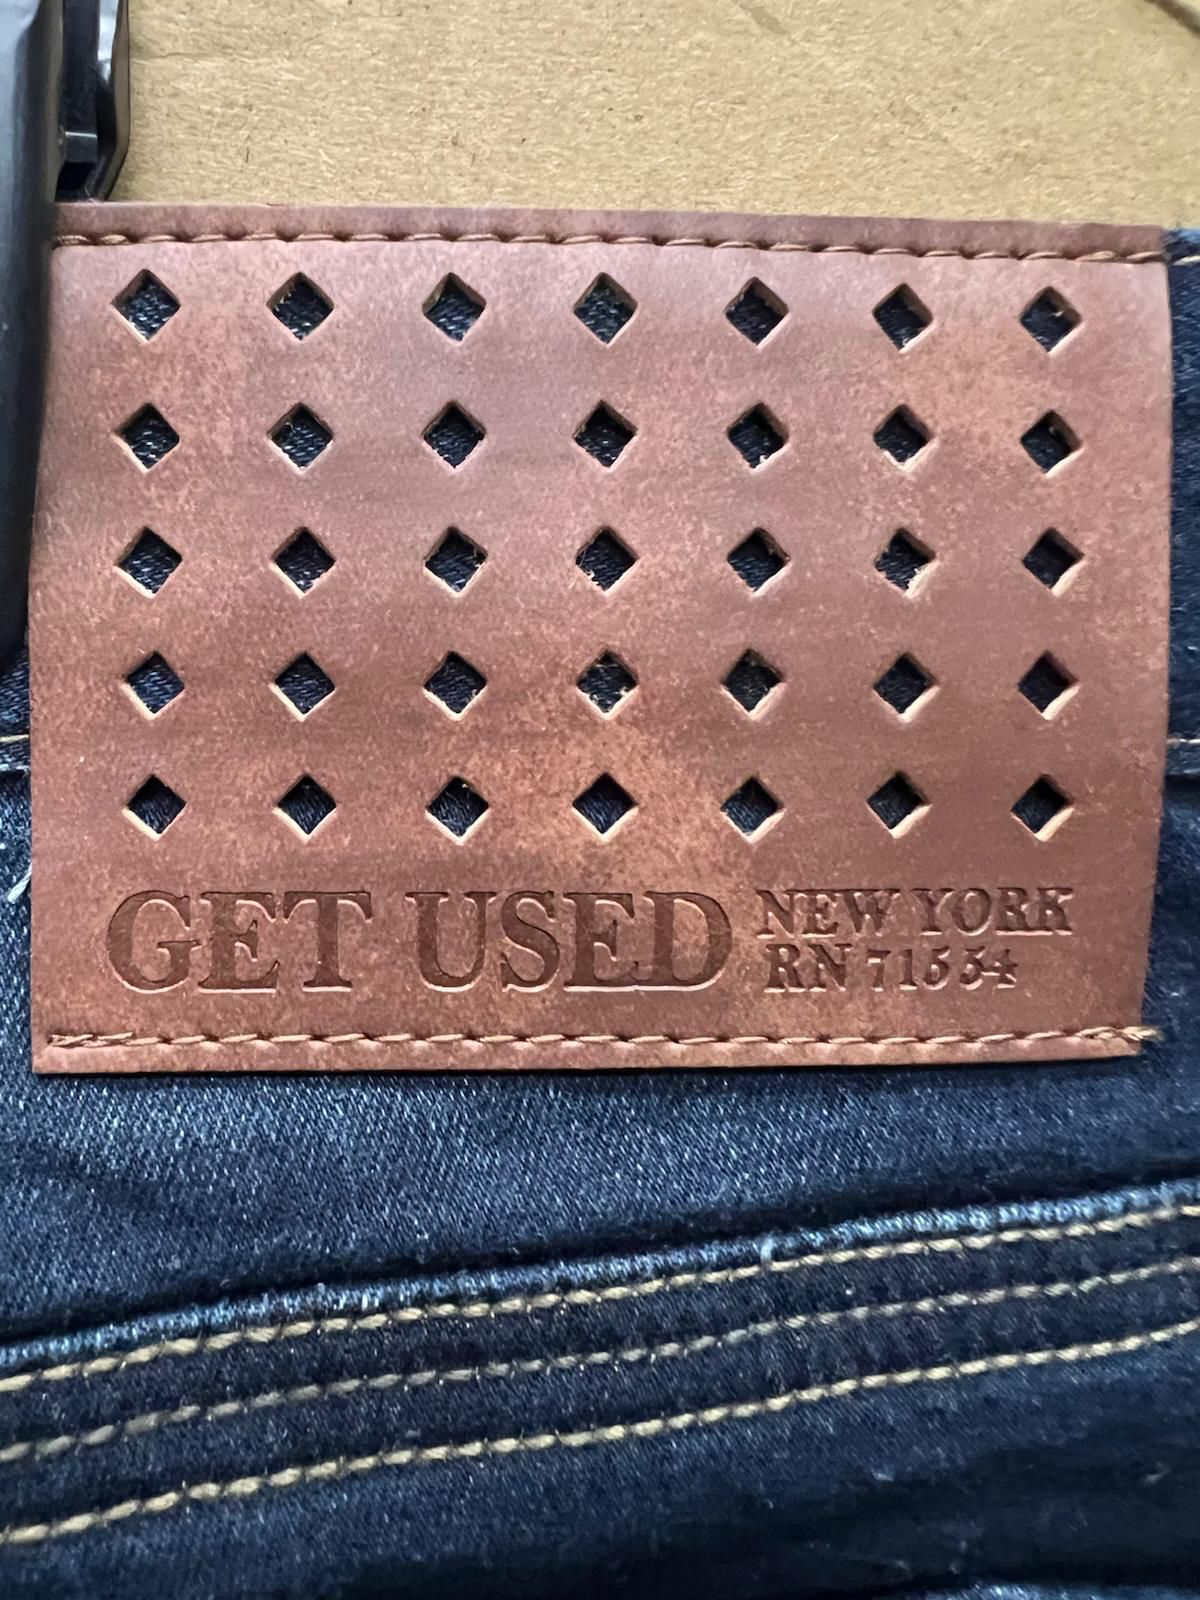 GET USED
NEW YORK
RN 71554